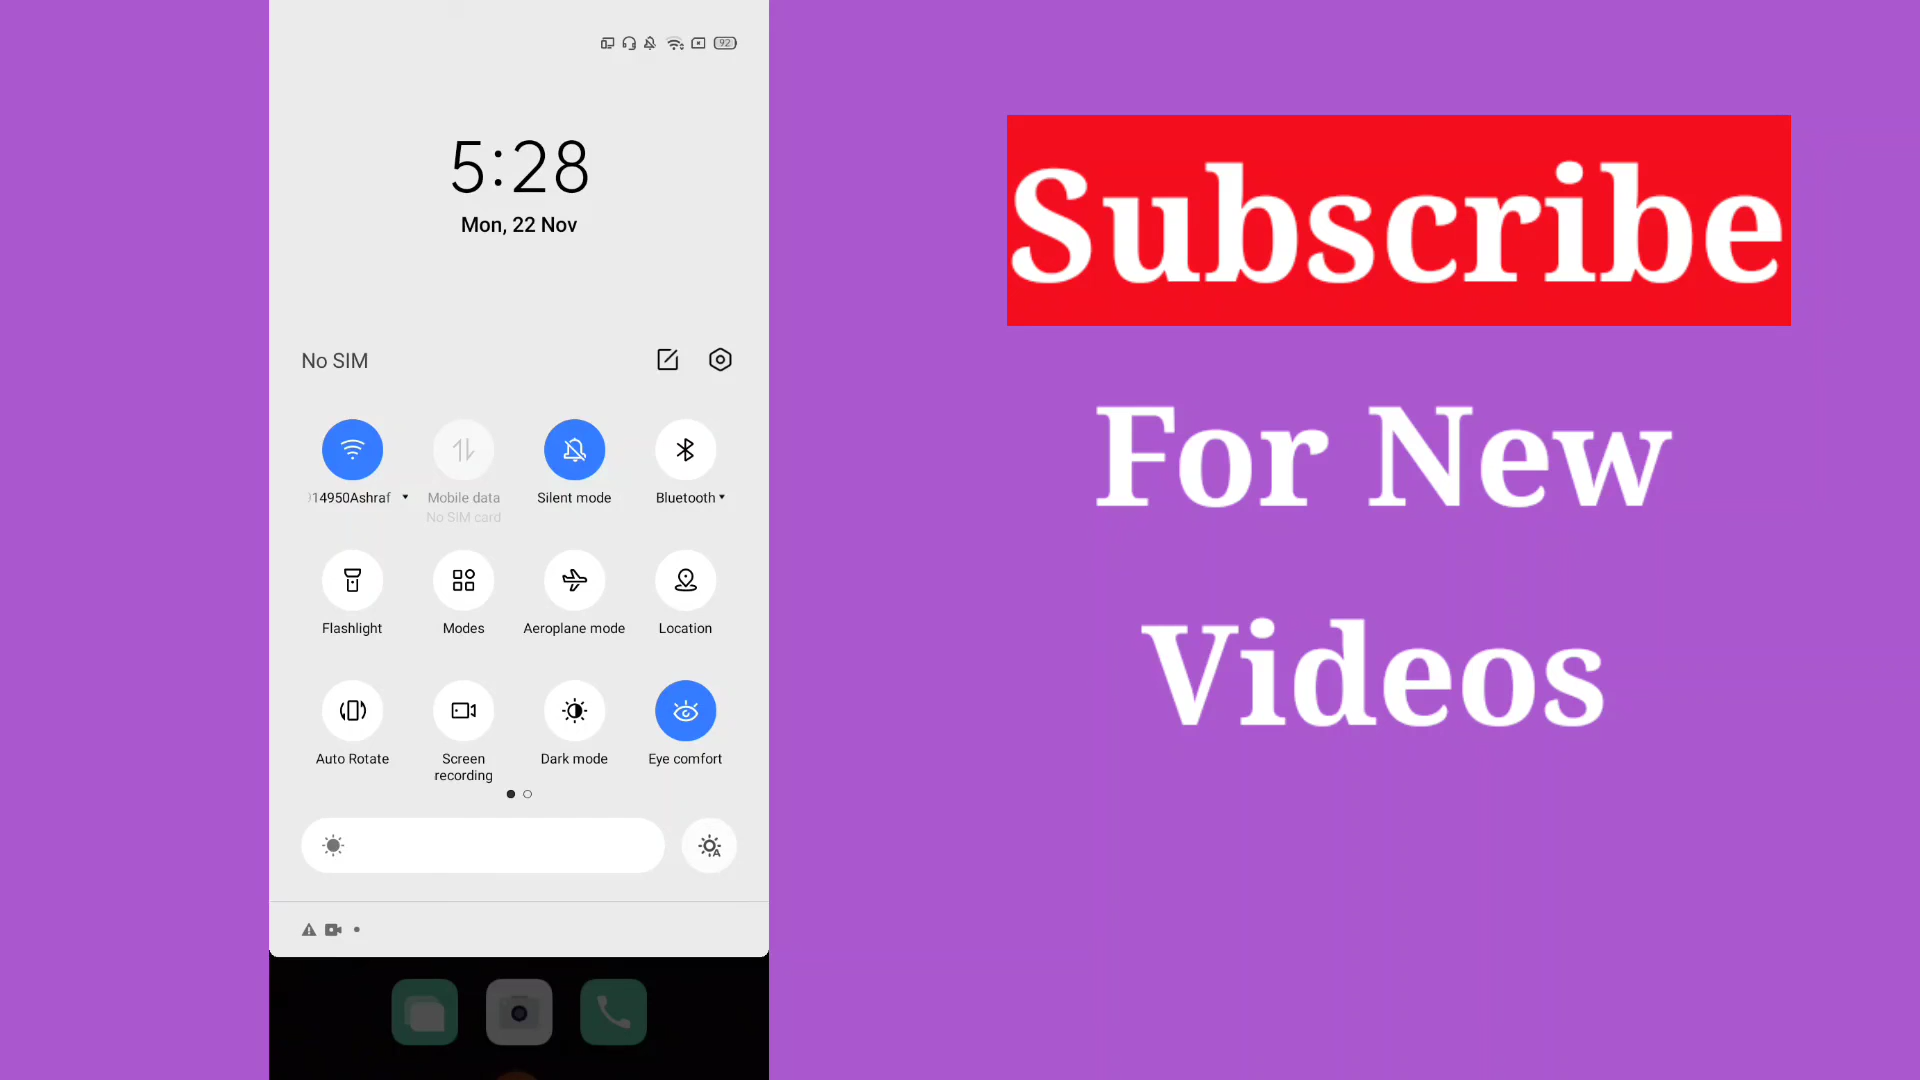 92
5:28
Mon, 22 Nov
No SIM
14950Ashraf
Mobile data
No SIM card
Silent mode
Bluetooth
Flashlight
Modes
Aeroplane mode
Location
Auto Rotate
Screen
recording
Dark mode
Eye comfort
Subscribe
For New
Videos